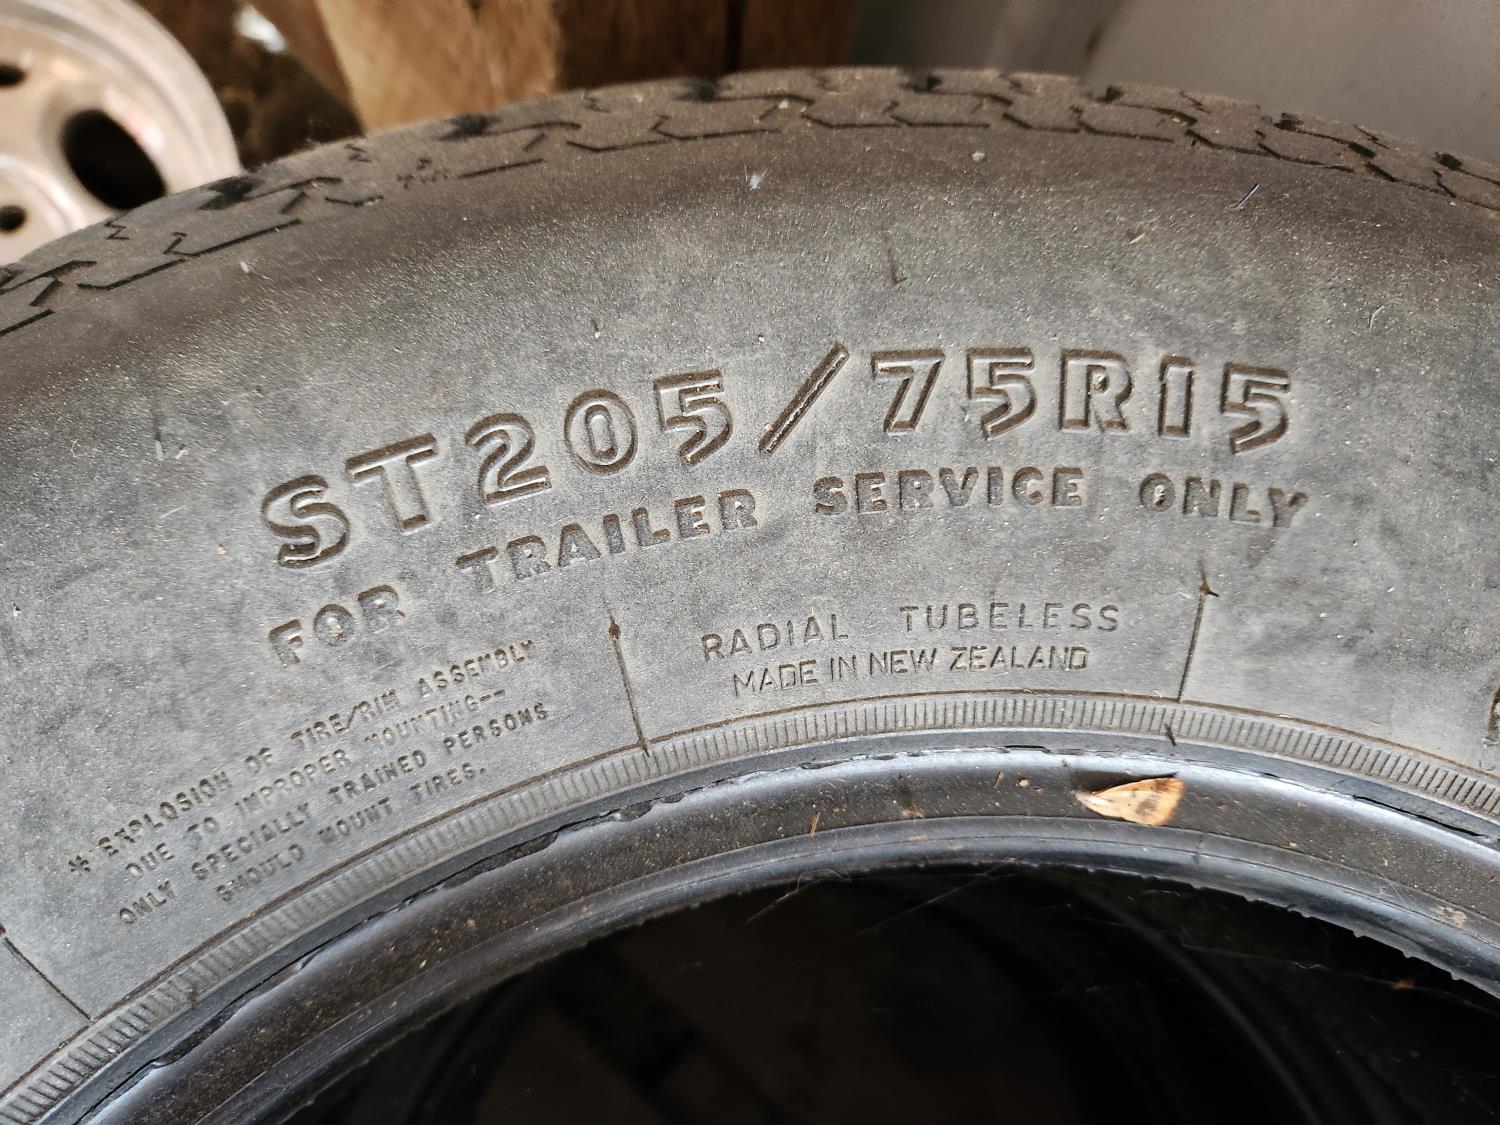 ST205/75R15
FOR TRAILER SERVICE ONLY
RADIAL TUBELESS
MADE IN NEW ZEALAND
* EXPLOSION OF TIRE/RIM ASSEMBLY
DUE TO IMPROPER MOUNTING--
ONLY SPECIALLY TRAINED PERSONS
SHOULD MOUNT TIRES.